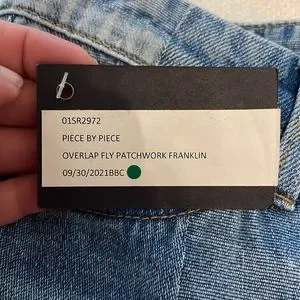 01SR2972
PIECE BY PIECE
OVERLAP FLY PATCHWORK FRANKLIN
09/30/2021BBC